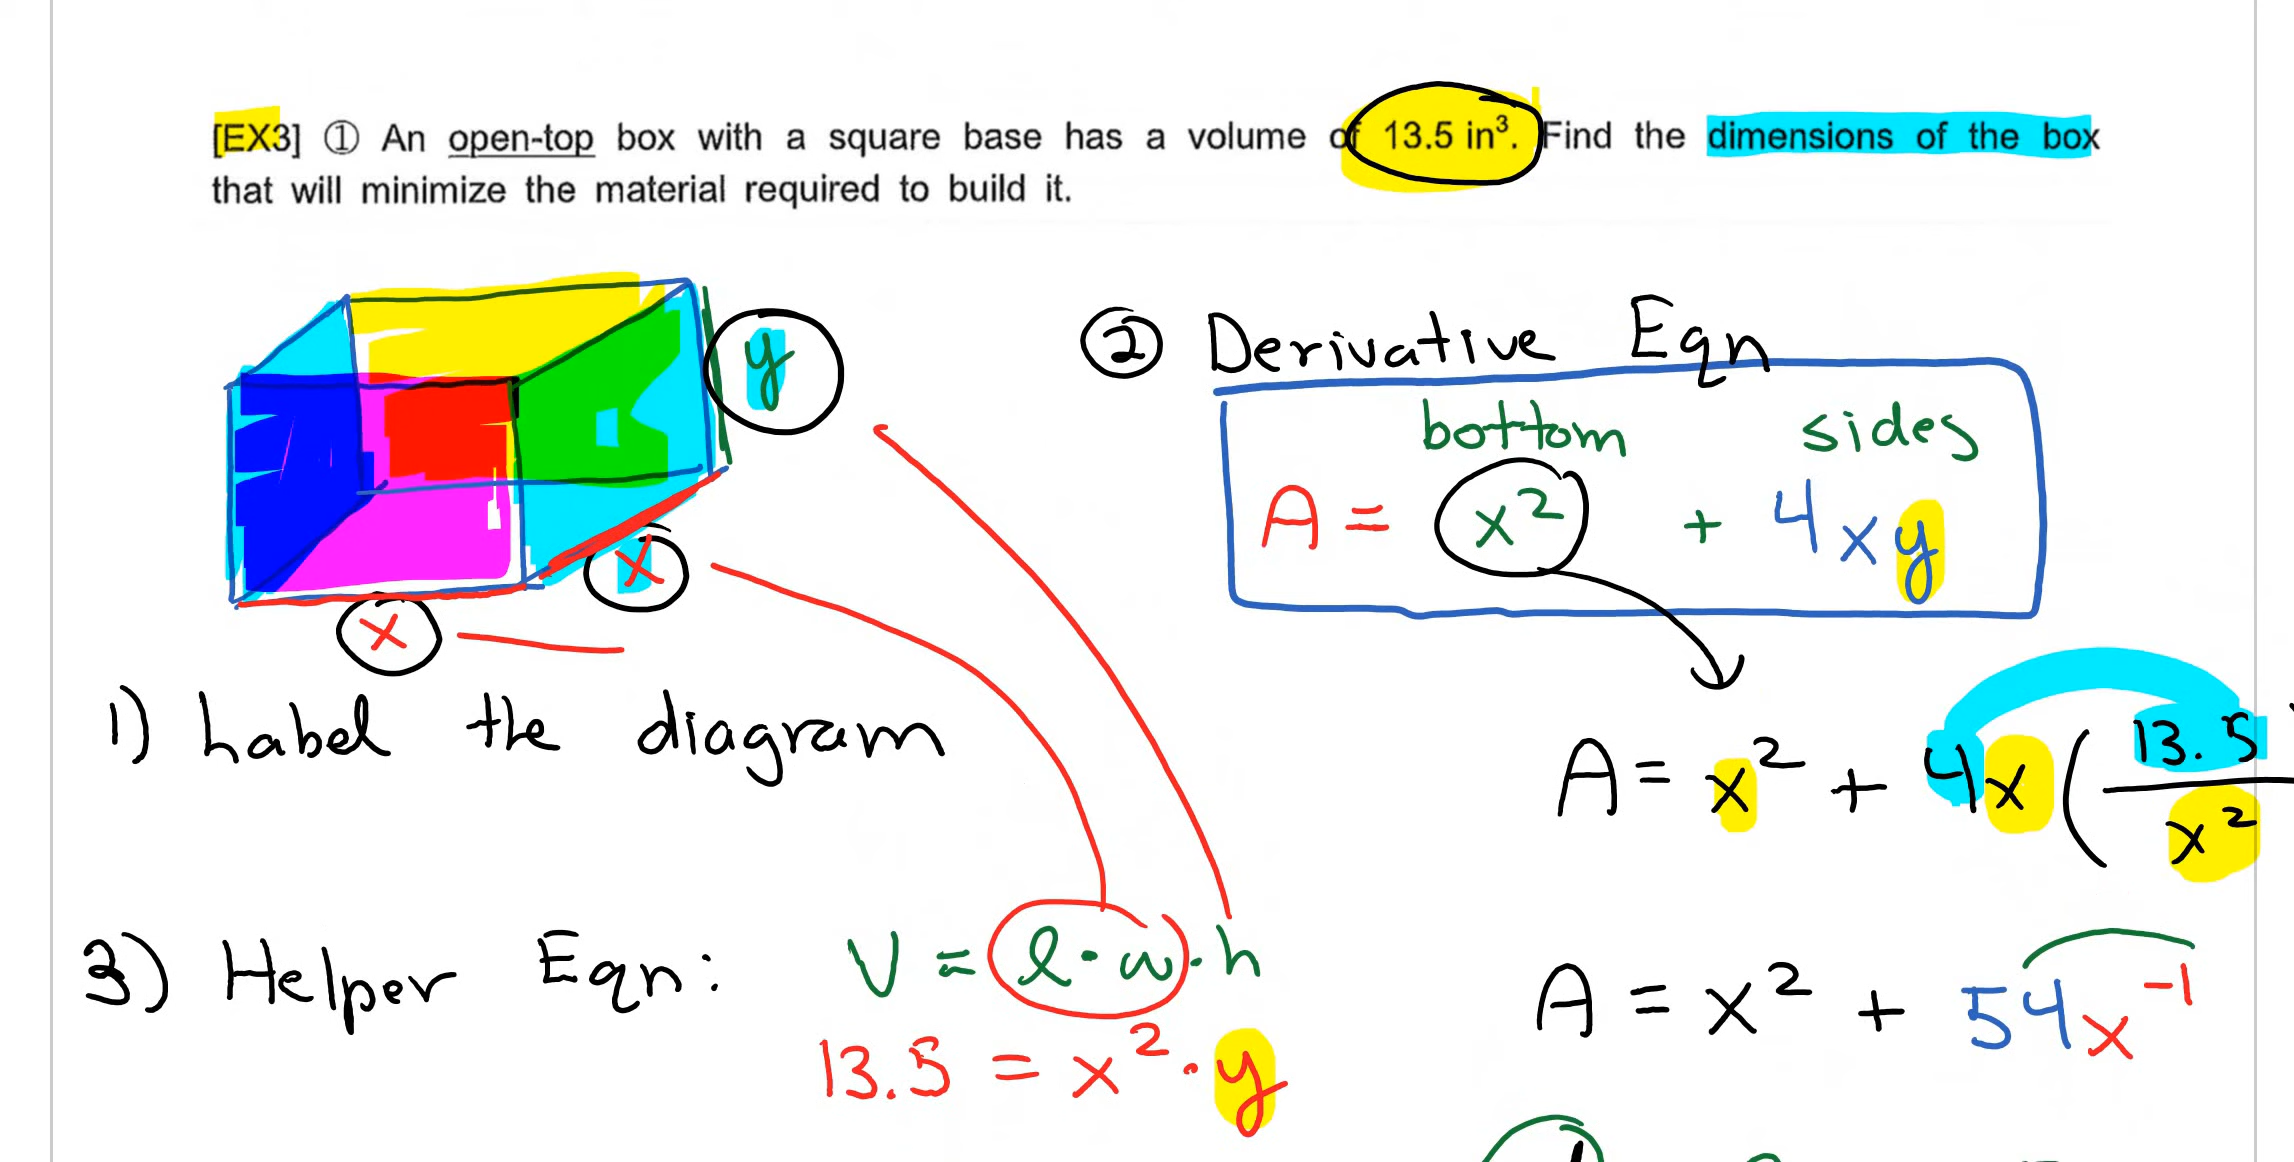 [EX3] ① An open-top box with a square base has a volume of 13.5 in³. Find the dimensions of the box
that will minimize the material required to build it.
y
x
x
1) Label the diagram
② Derivative Eqn
bottom sides
A = x² + 4xy
A = x² + 4x(13.5/x²
A = x² + 54x⁻¹
3) Helper Eqn: V = l·w·h
13.5 = x²·y